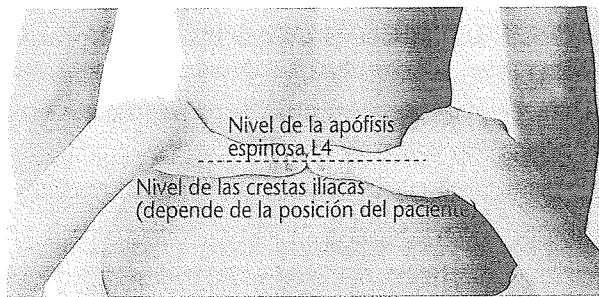 Nivel de la apófisis
espinosa, L4
Nivel de las crestas ilíacas
(depende de la posición del paciente)